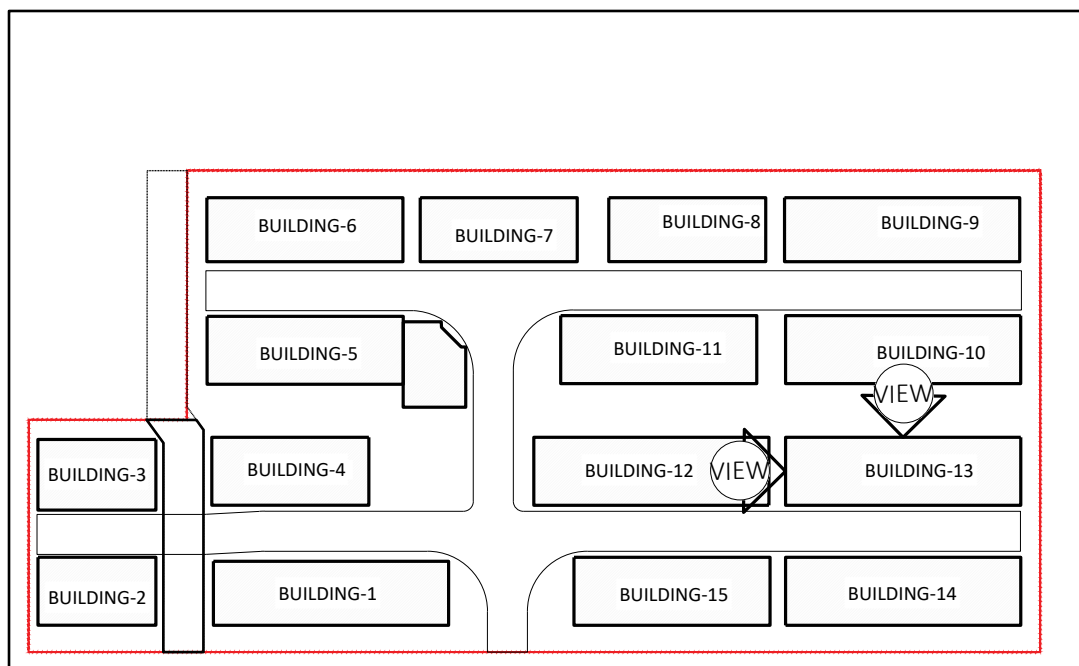 BUILDING-6
BUILDING-7
BUILDING-8
BUILDING-9
BUILDING-5
BUILDING-11
BUILDING-10
VIEW
BUILDING-3
BUILDING-4
BUILDING-12
VIEW
BUILDING-13
BUILDING-2
BUILDING-1
BUILDING-15
BUILDING-14